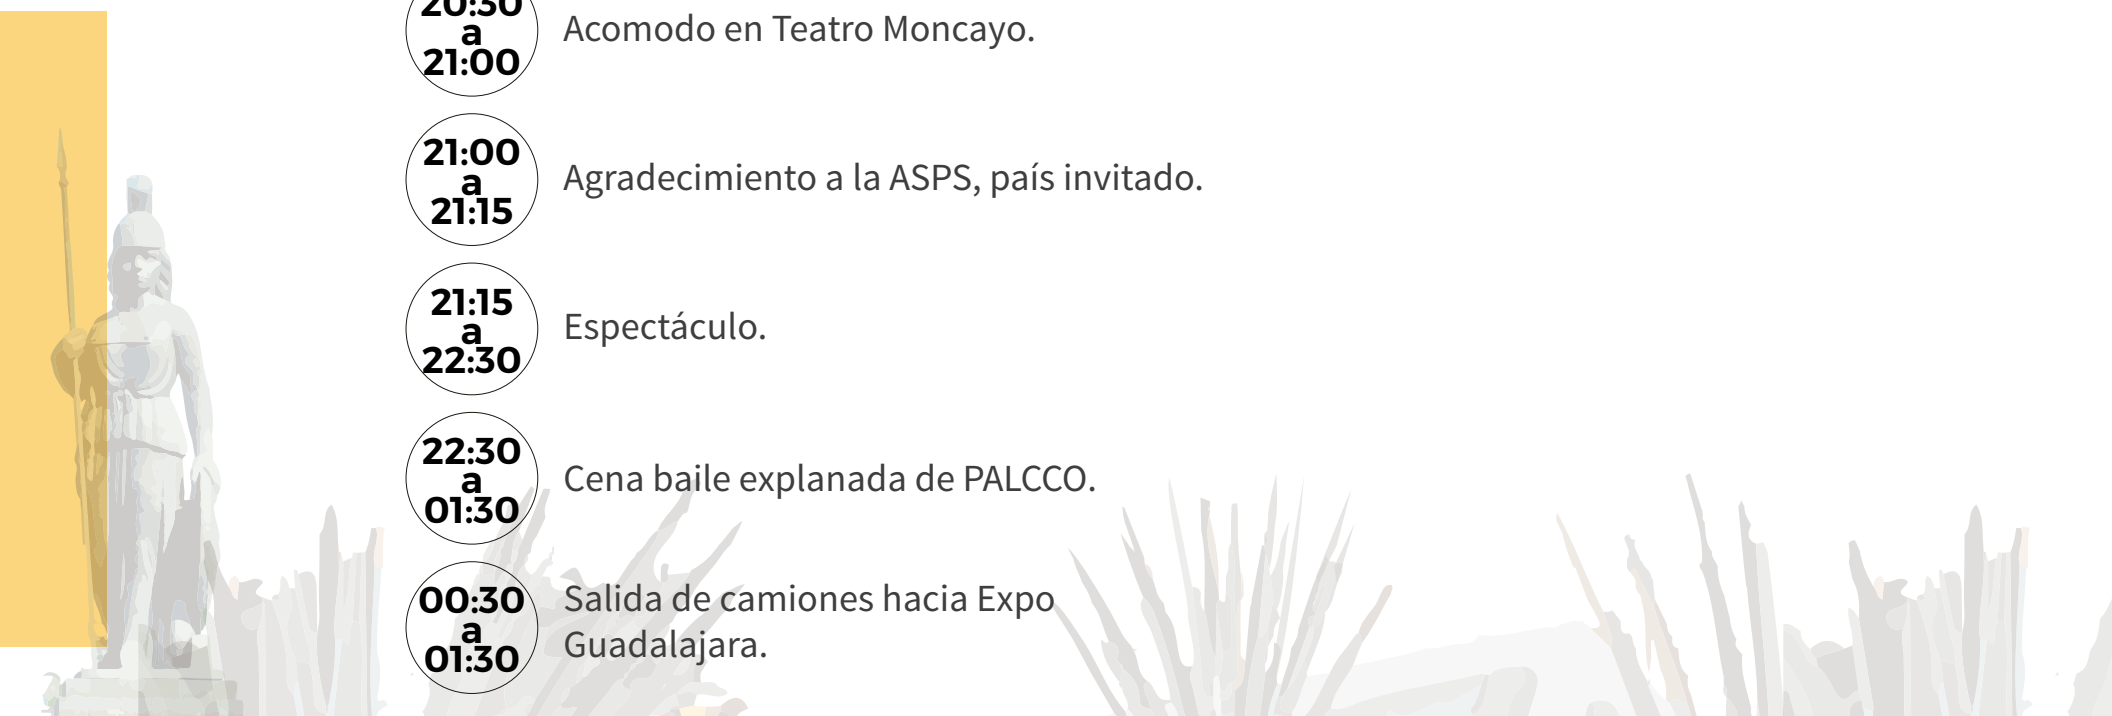 20:30
a
21:00
Acomodo en Teatro Moncayo.
21:00
a
21:15
Agradecimiento a la ASPS, país invitado.
21:15
a
22:30
Espectáculo.
22:30
a
01:30
Cena baile explanada de PALCCO.
00:30
a
01:30
Salida de camiones hacia Expo
Guadalajara.